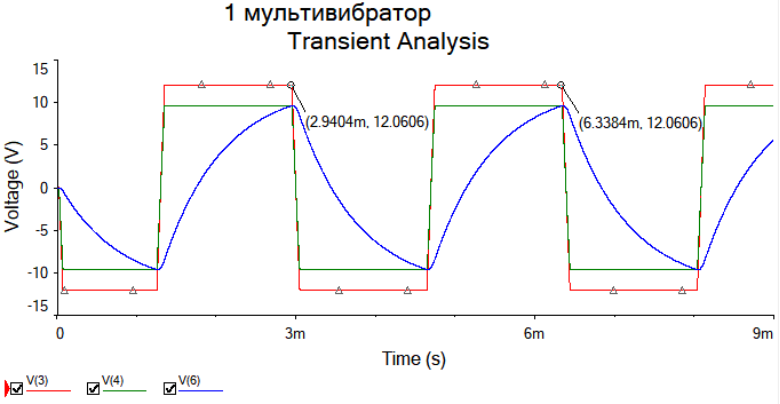 1 мультивибратор
Transient Analysis
Voltage (V)
15
10
5
0
-5
-10
-15
(2.9404m, 12.0606)
(6.3384m, 12.0606)
0 3m 6m 9m
Time (s)
V(3) V(4) V(6)